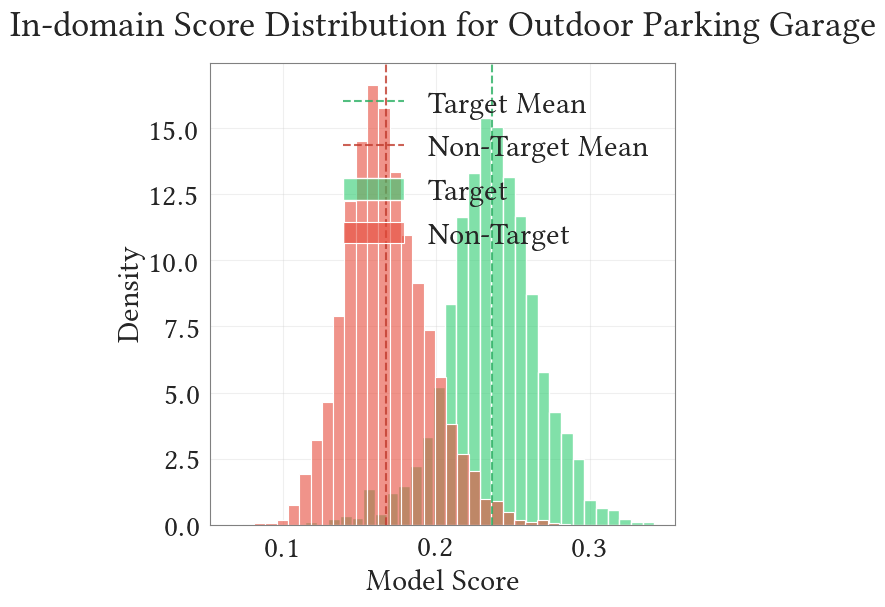 In-domain Score Distribution for Outdoor Parking Garage
Target Mean
Non-Target Mean
Target
Non-Target
Density
15.0
12.5
10.0
7.5
5.0
2.5
0.0
0.1
0.2
0.3
Model Score